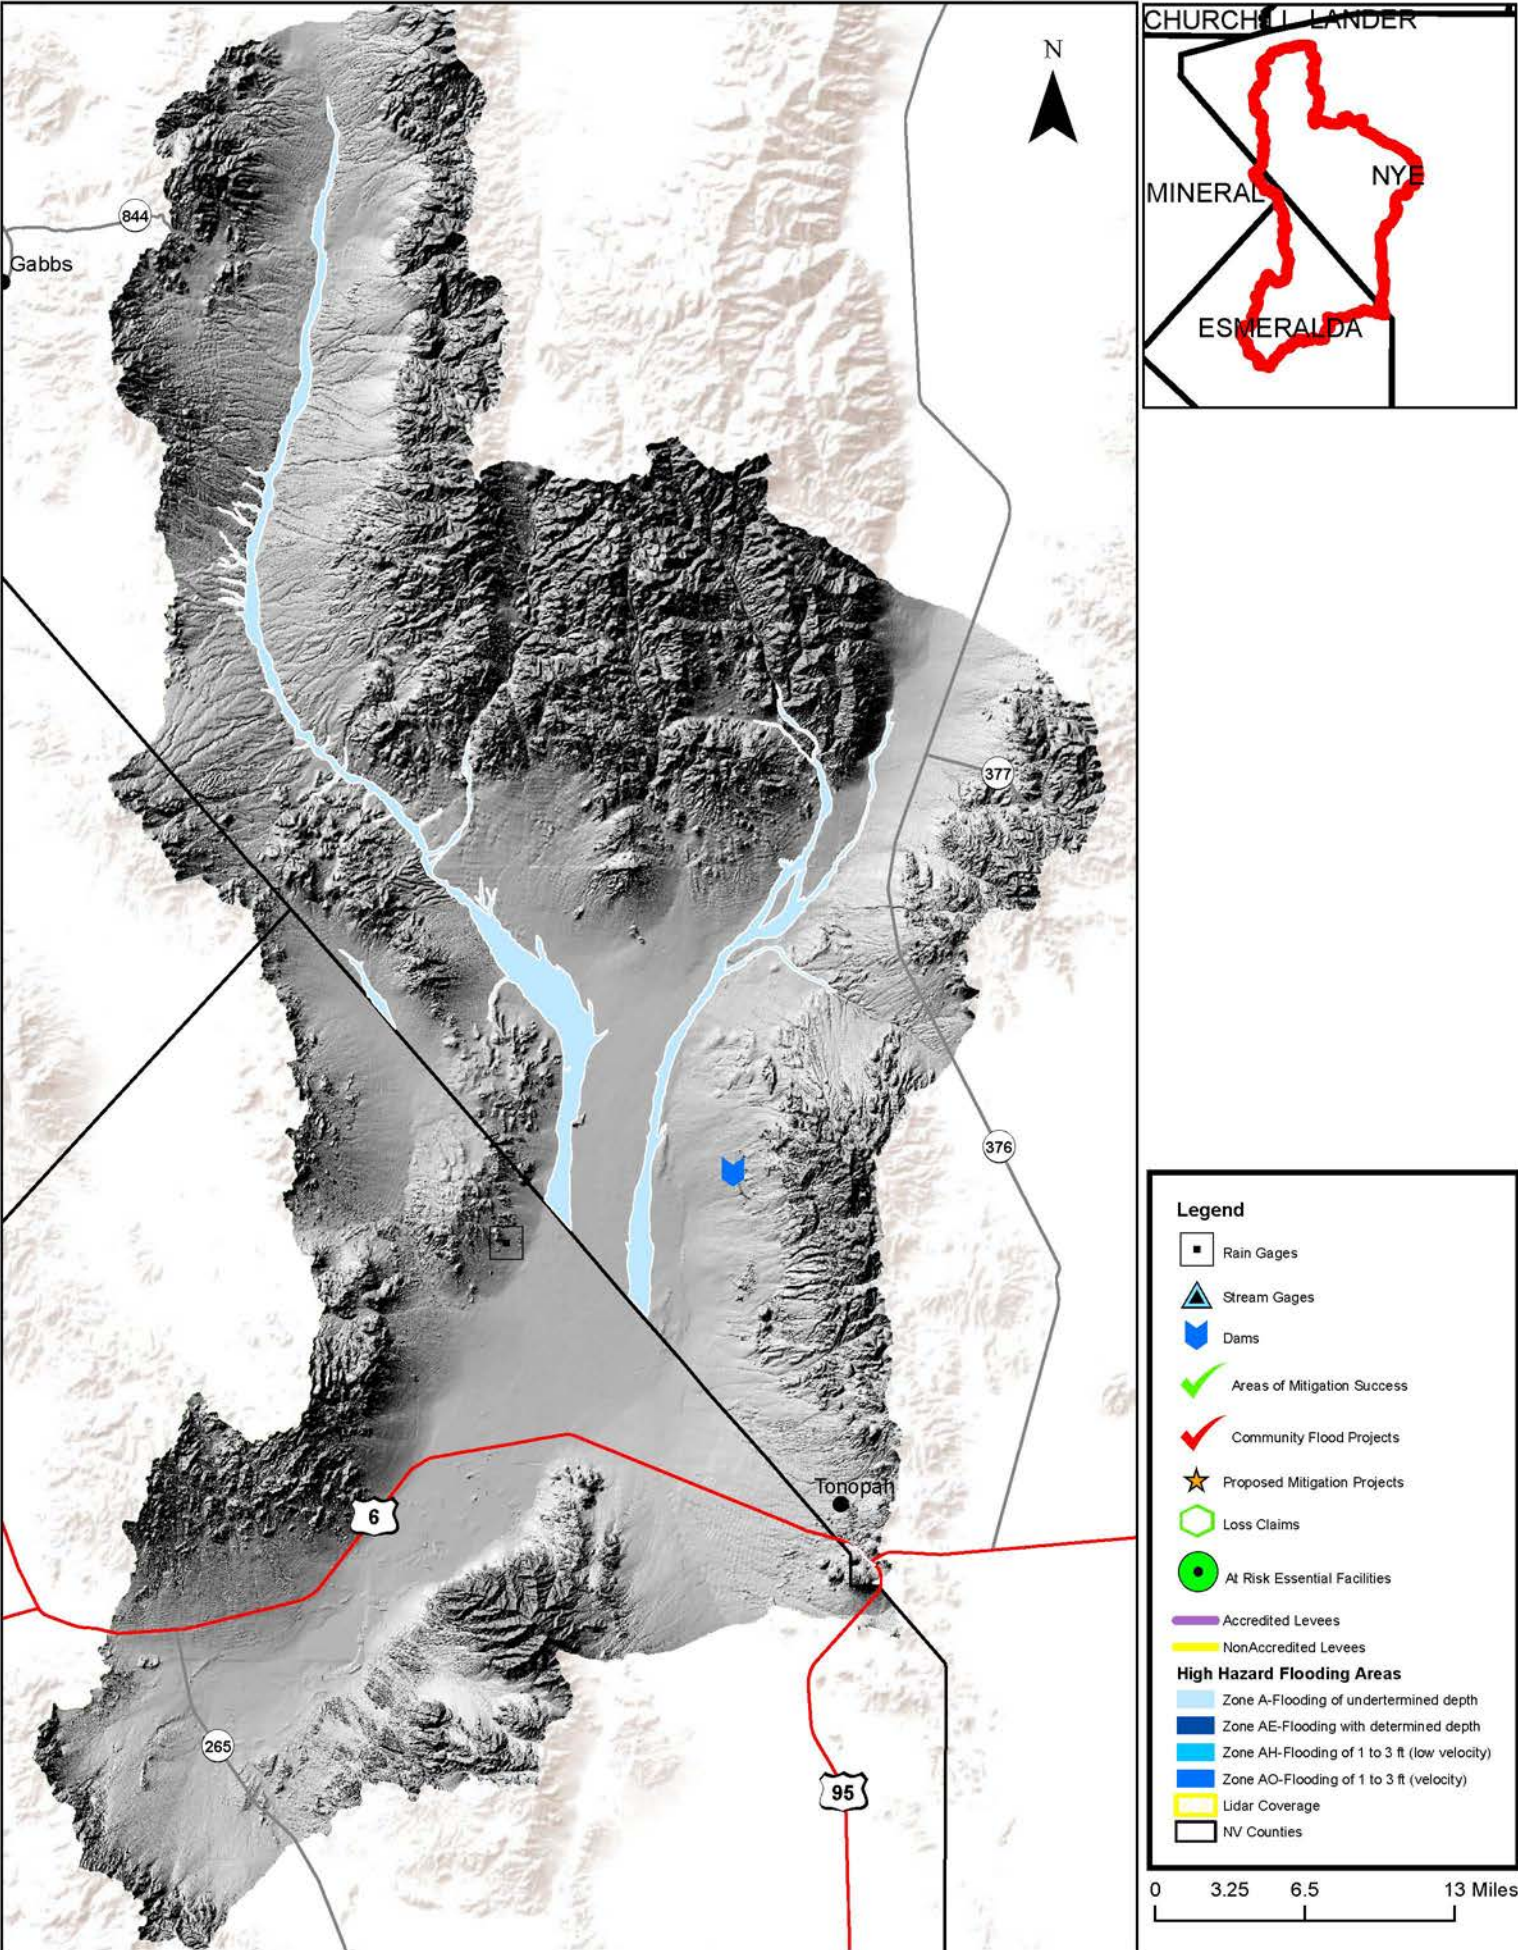 N
844
Gabbs
377
376
Tonopah
6
265
95
CHURCHILL LANDER
MINERAL
NYE
ESMERALDA
Legend
Rain Gages
Stream Gages
Dams
Areas of Mitigation Success
Community Flood Projects
Proposed Mitigation Projects
Loss Claims
At Risk Essential Facilities
Accredited Levees
NonAccredited Levees
High Hazard Flooding Areas
Zone A-Flooding of undertermined depth
Zone AE-Flooding with determined depth
Zone AH-Flooding of 1 to 3 ft (low velocity)
Zone AO-Flooding of 1 to 3 ft (velocity)
Lidar Coverage
NV Counties
0 3.25 6.5 13 Miles